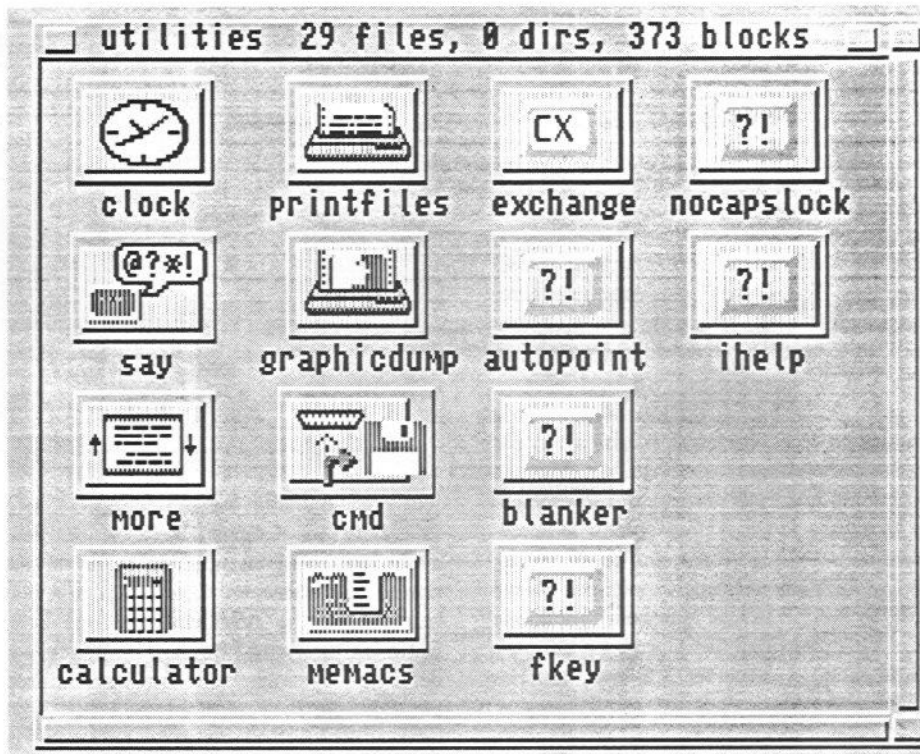 utilities 29 files, 0 dirs, 373 blocks
CX ?!
clock printfiles exchange nocapslock
@?*!
?! ?!
say graphicdump autopoint ihelp
?!
more cmd blanker
?!
calculator memacs fkey